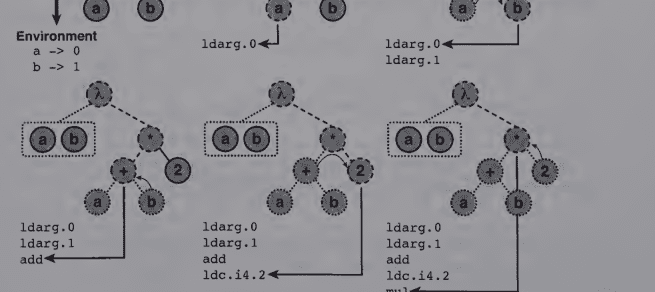 a b
a b
a b
Environment
a -> 0
b -> 1
ldarg.0
ldarg.0
ldarg.1
λ
a b
*
+
2
a b
ldarg.0
ldarg.1
add
λ
a b
*
+
2
a b
ldarg.0
ldarg.1
add
ldc.i4.2
λ
a b
*
+
2
a b
ldarg.0
ldarg.1
add
ldc.i4.2
mul